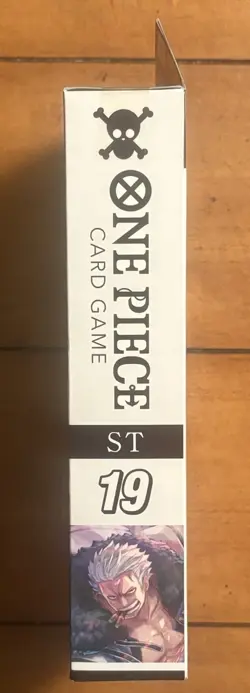 ONE PIECE
CARD GAME
ST
19